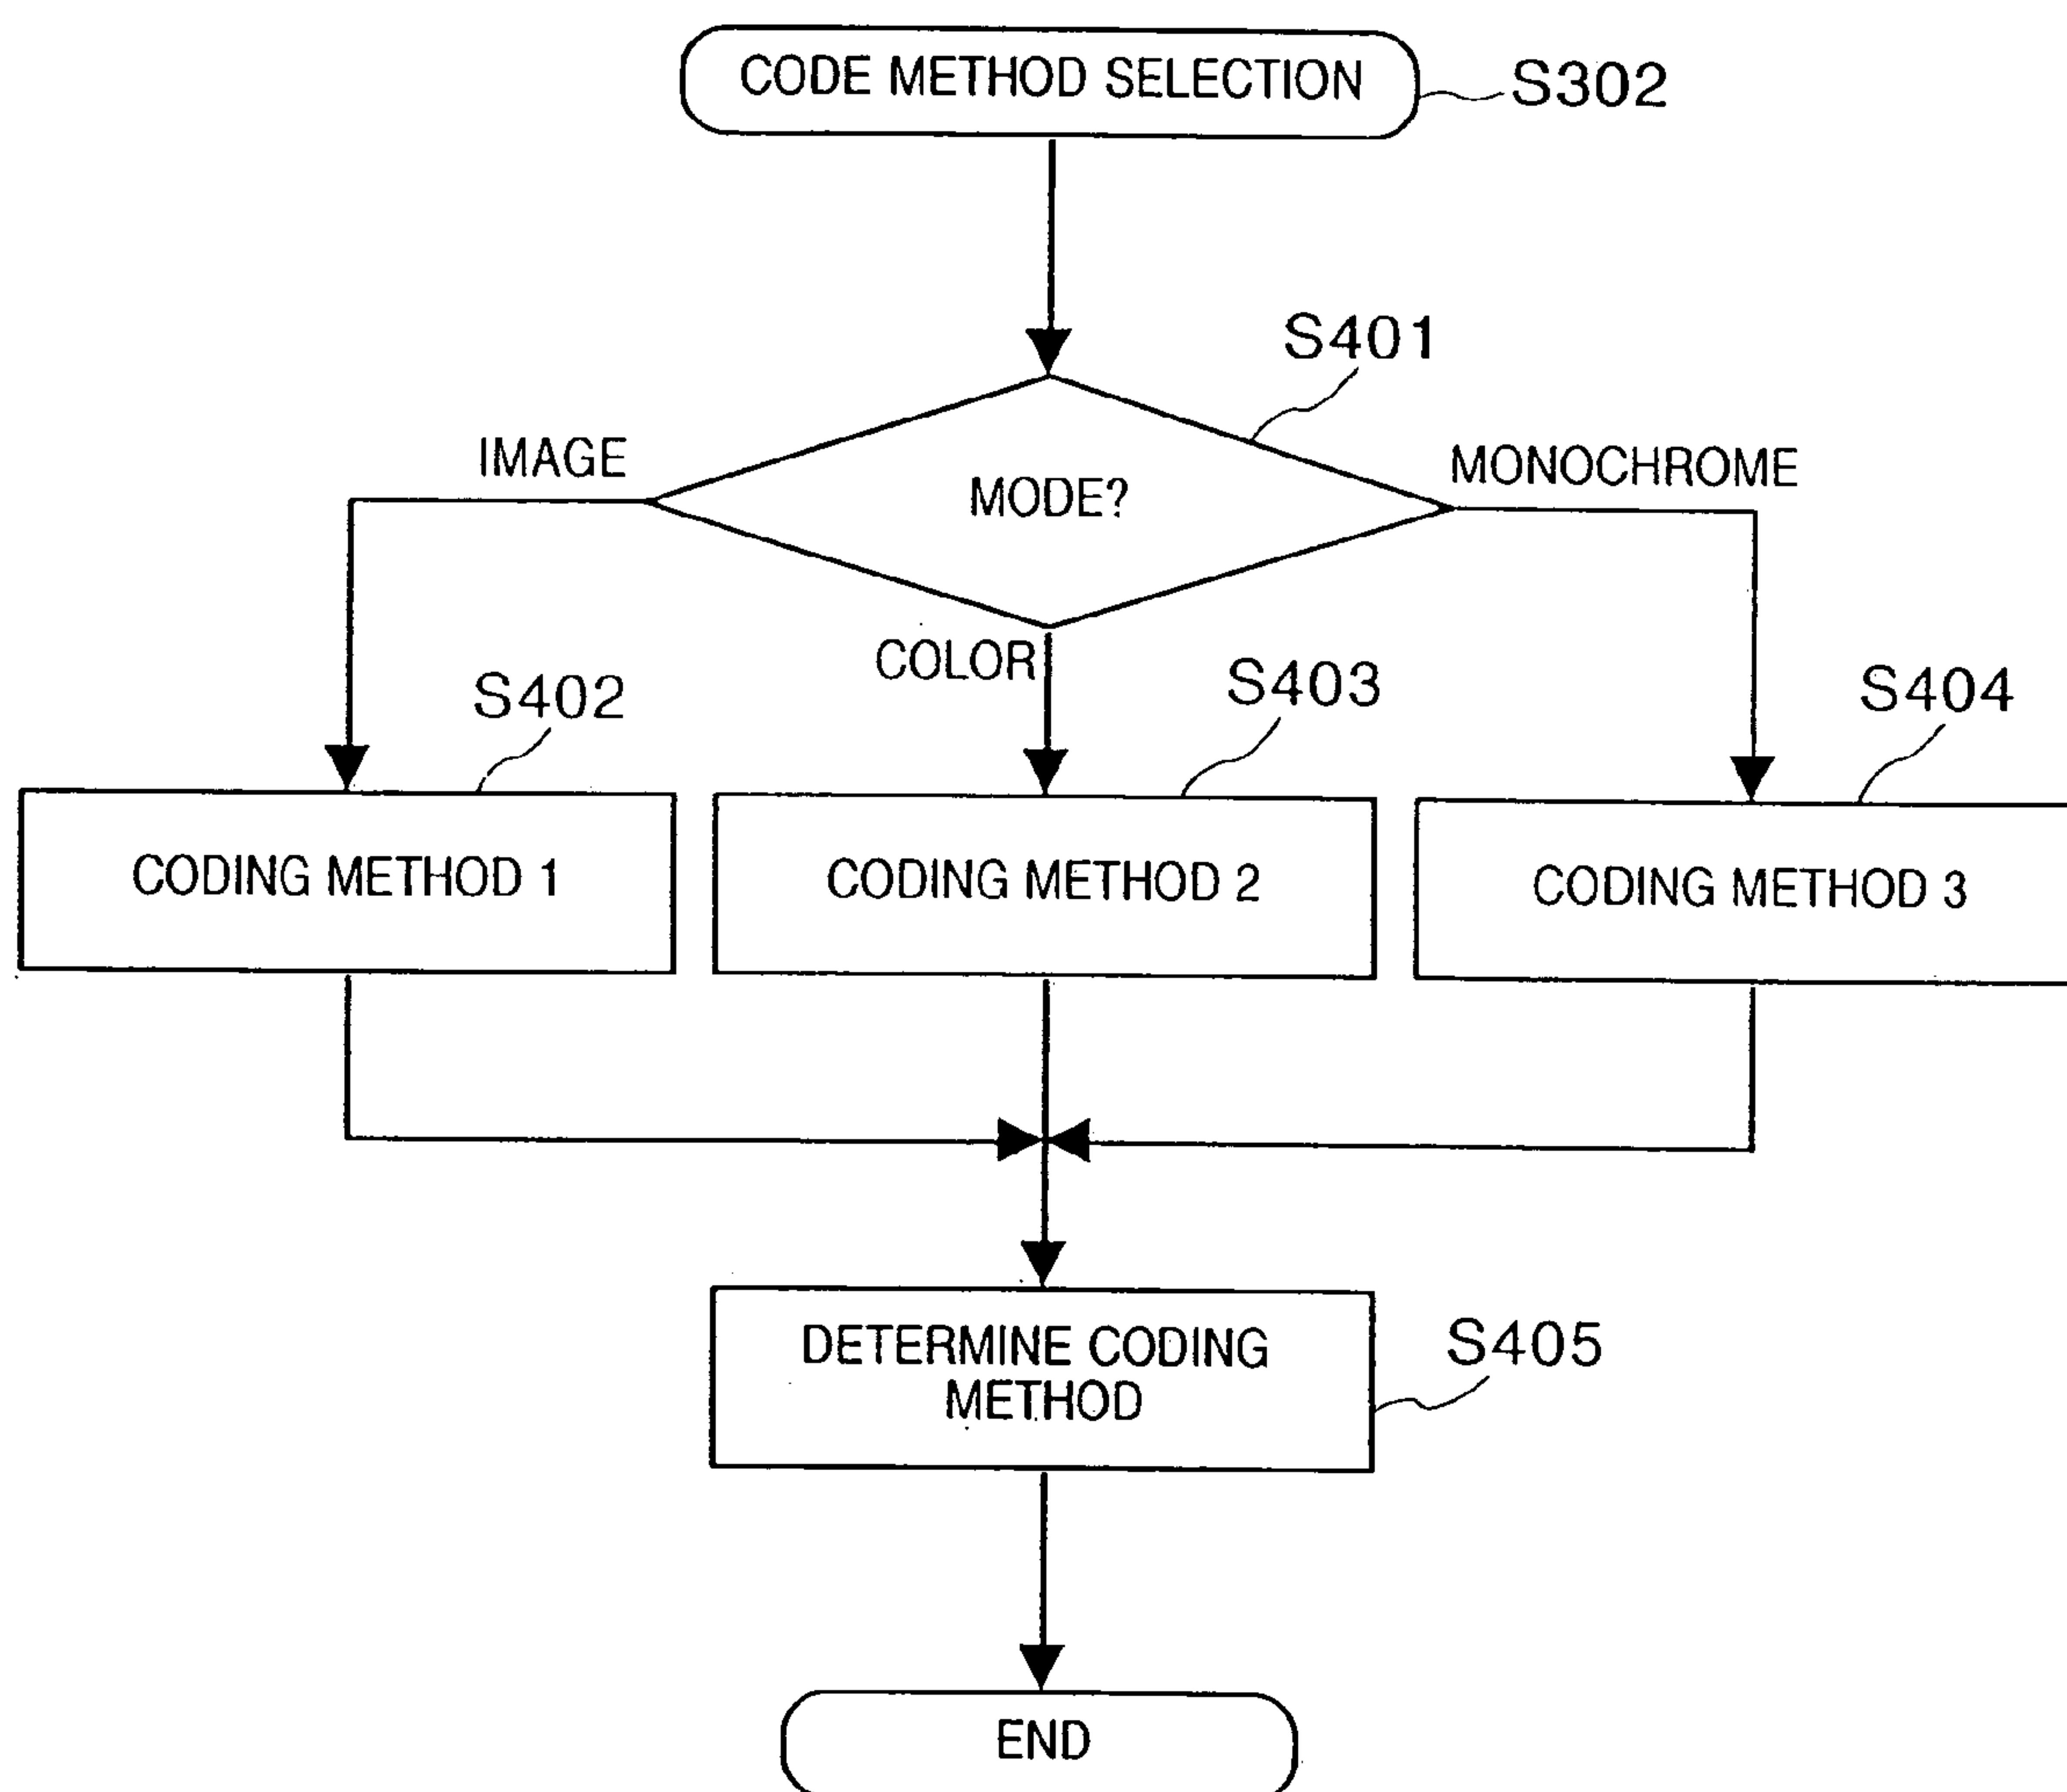 CODE METHOD SELECTION
S302
S401
IMAGE
MODE?
MONOCHROME
COLOR
S402
S403
S404
CODING METHOD 1
CODING METHOD 2
CODING METHOD 3
DETERMINE CODING
METHOD
S405
END